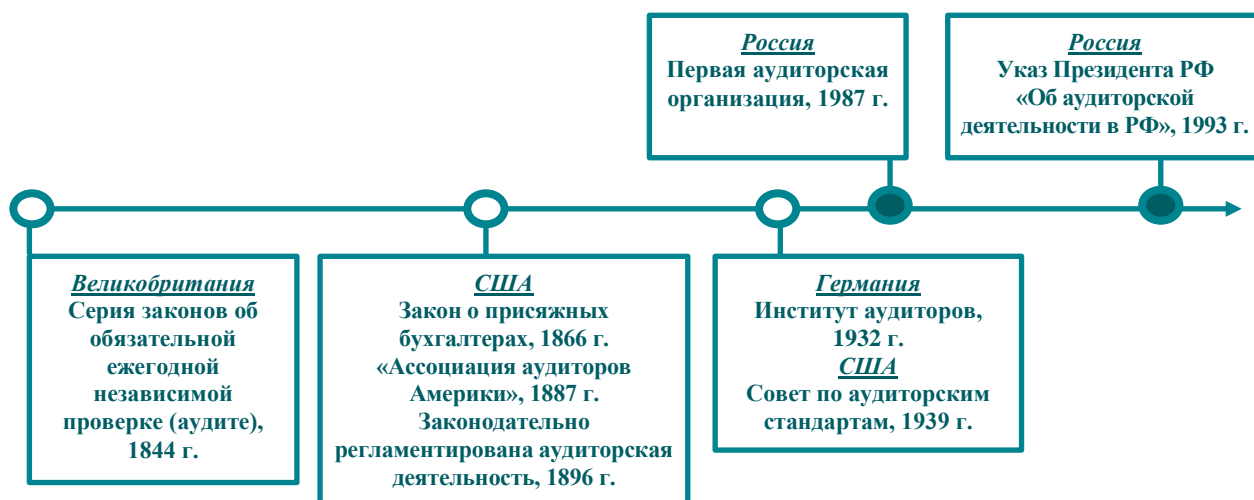 Россия
Первая аудиторская
организация, 1987 г.
Россия
Указ Президента РФ
«Об аудиторской
деятельности в РФ», 1993 г.
Великобритания
Серия законов об
обязательной
ежегодной
независимой
проверке (аудите),
1844 г.
США
Закон о присяжных
бухгалтерах, 1866 г.
«Ассоциация аудиторов
Америки», 1887 г.
Законодательно
регламентирована аудиторская
деятельность, 1896 г.
Германия
Институт аудиторов,
1932 г.
США
Совет по аудиторским
стандартам, 1939 г.